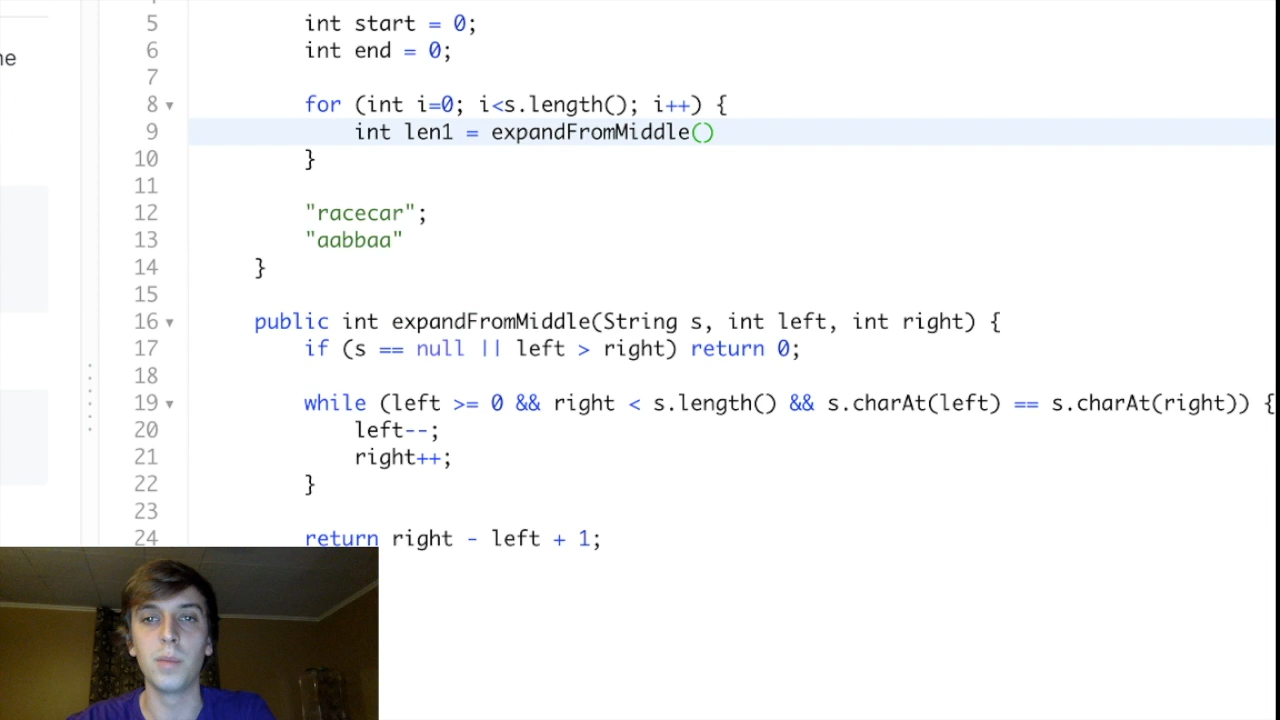 ne
5 int start = 0;
6 int end = 0;
7
8 for (int i=0; i<s.length(); i++) {
9 int len1 = expandFromMiddle()
10 }
11
12 "racecar";
13 "aabbaa"
14 }
15
16 public int expandFromMiddle(String s, int left, int right) {
17 if (s == null || left > right) return 0;
18
19 while (left >= 0 && right < s.length() && s.charAt(left) == s.charAt(right)) {
20 left--;
21 right++;
22 }
23
24 return right - left + 1;